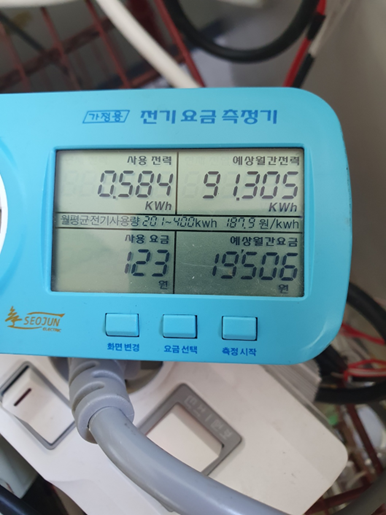 가정용 전기요금측정기
사용 전력 예상월간전력
0.584 91.305
KWh KWh
월평균전기사용량 201~400kwh 187.9 원/kwh
사용 요금 예상월간요금
123 19506
원 원
SEOJUN
ELECTRIC
화면변경 요금선택 측정시작